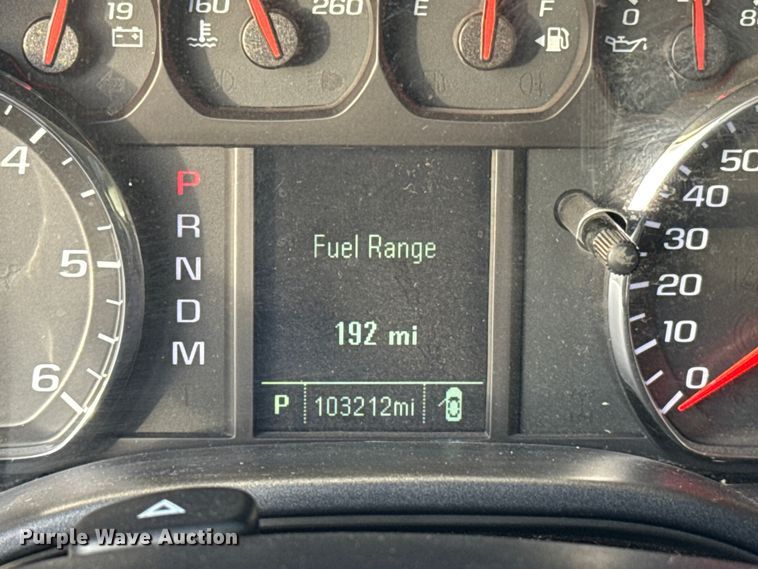 19 160 260 E F 0 80
4 5 6
P
R
N
D
M
Fuel Range
192 mi
P 103212mi
50
40
30
20
10
0
Purple Wave Auction